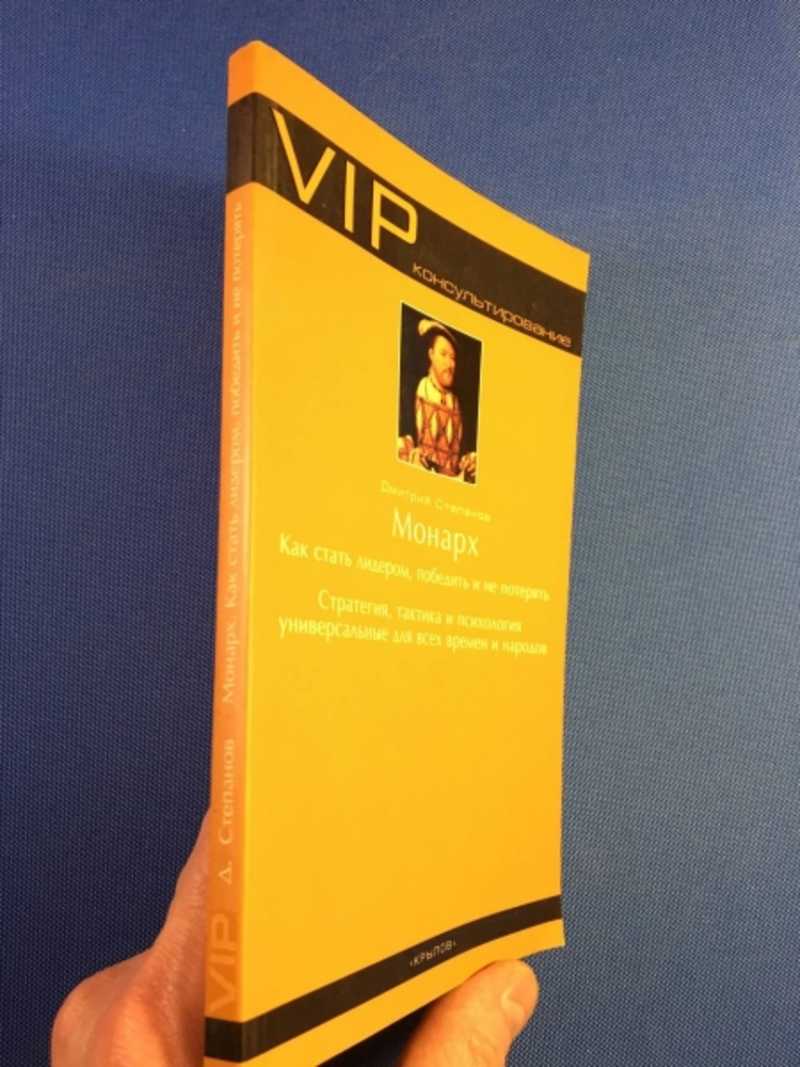 VIP
консультирование
Дмитрий Степанов
Монарх
Как стать лидером, победить и не потерять
Стратегия, тактика и психология
универсальные для всех времен и народов
«КРЫЛОВ»
VIP Д. Степанов Монарх. Как стать лидером, победить и не потерять